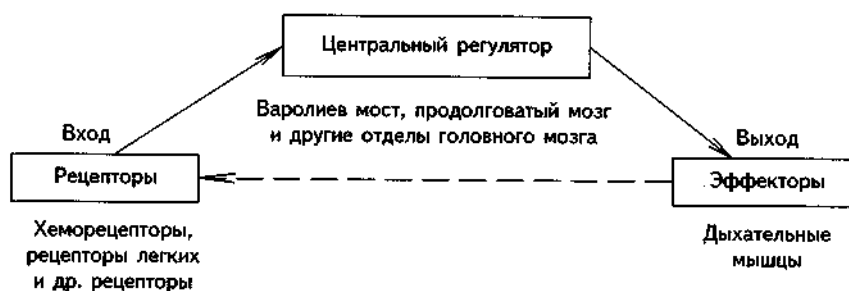 Центральный регулятор
Варолиев мост, продолговатый мозг
и другие отделы головного мозга
Вход
Рецепторы
Хеморецепторы,
рецепторы легких
и др. рецепторы
Выход
Эффекторы
Дыхательные
мышцы